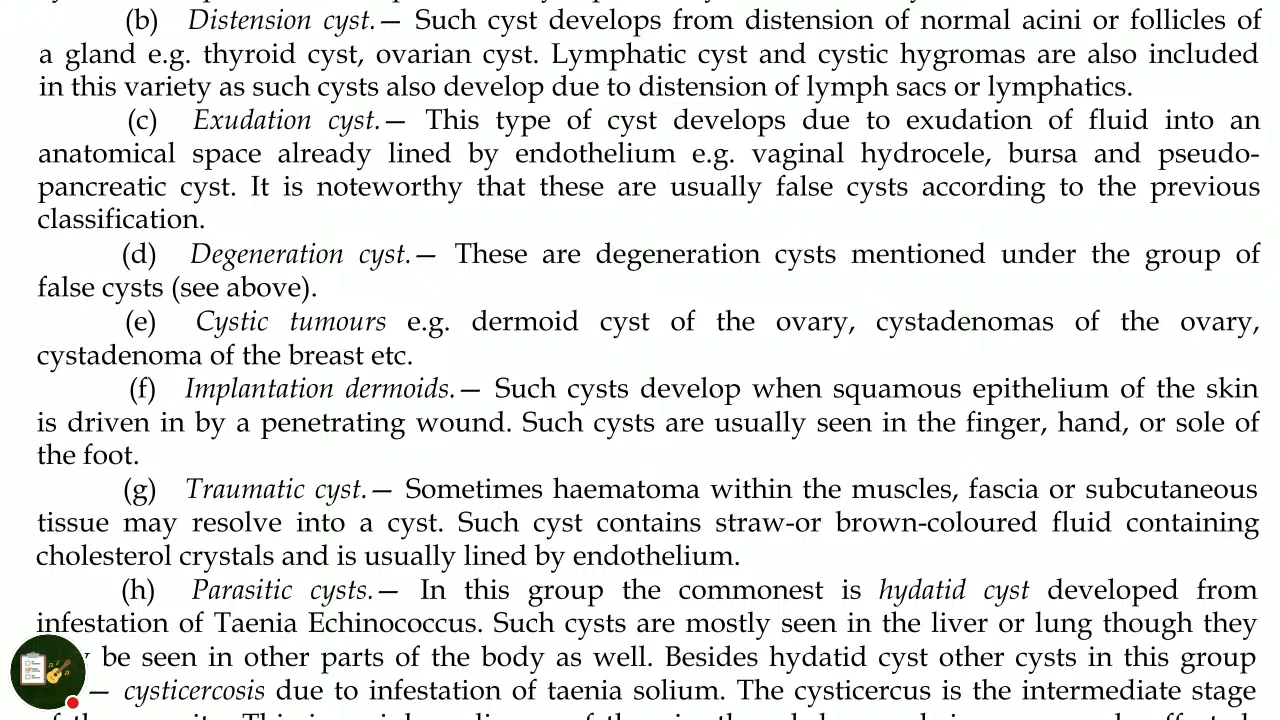 (b) Distension cyst.— Such cyst develops from distension of normal acini or follicles of
a gland e.g. thyroid cyst, ovarian cyst. Lymphatic cyst and cystic hygromas are also included
in this variety as such cysts also develop due to distension of lymph sacs or lymphatics.
(c) Exudation cyst.— This type of cyst develops due to exudation of fluid into an
anatomical space already lined by endothelium e.g. vaginal hydrocele, bursa and pseudo-
pancreatic cyst. It is noteworthy that these are usually false cysts according to the previous
classification.
(d) Degeneration cyst.— These are degeneration cysts mentioned under the group of
false cysts (see above).
(e) Cystic tumours e.g. dermoid cyst of the ovary, cystadenomas of the ovary,
cystadenoma of the breast etc.
(f) Implantation dermoids.— Such cysts develop when squamous epithelium of the skin
is driven in by a penetrating wound. Such cysts are usually seen in the finger, hand, or sole of
the foot.
(g) Traumatic cyst.— Sometimes haematoma within the muscles, fascia or subcutaneous
tissue may resolve into a cyst. Such cyst contains straw-or brown-coloured fluid containing
cholesterol crystals and is usually lined by endothelium.
(h) Parasitic cysts.— In this group the commonest is hydatid cyst developed from
infestation of Taenia Echinococcus. Such cysts are mostly seen in the liver or lung though they
be seen in other parts of the body as well. Besides hydatid cyst other cysts in this group
— cysticercosis due to infestation of taenia solium. The cysticercus is the intermediate stage